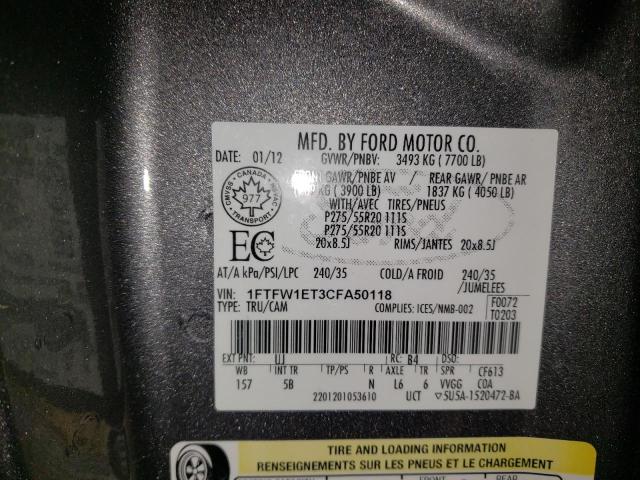 MFD. BY FORD MOTOR CO.
DATE: 01/12 GVWR/PNBV: 3493 KG ( 7700 LB)
GAWR/PNBE AV REAR GAWR/ PNBE AR
KG ( 3900 LB) 1837 KG ( 4050 LB)
WITH/AVEC TIRES/PNEUS
P275/55R20 111S
P275/55R20 111S
20x8.5J RIMS/JANTES 20x8.5J
CANADA
977
TRANSPORT
EC
AT/A kPa/PSI/LPC 240/35 COLD/A FROID 240/35
/JUMELEES
VIN: 1FTFW1ET3CFA50118
TYPE: TRU/CAM COMPLIES: ICES/NMB-002
F0072
T0203
EXT PNT: UJ RC: B4 DSO:
WB INT TR TP/PS R AXLE TR SPR CF613
157 5B N L6 6 VVGG C0A
2201201053610 UCT 5U5A-1520472-BA
TIRE AND LOADING INFORMATION
RENSEIGNEMENTS SUR LES PNEUS ET LE CHARGEMENT